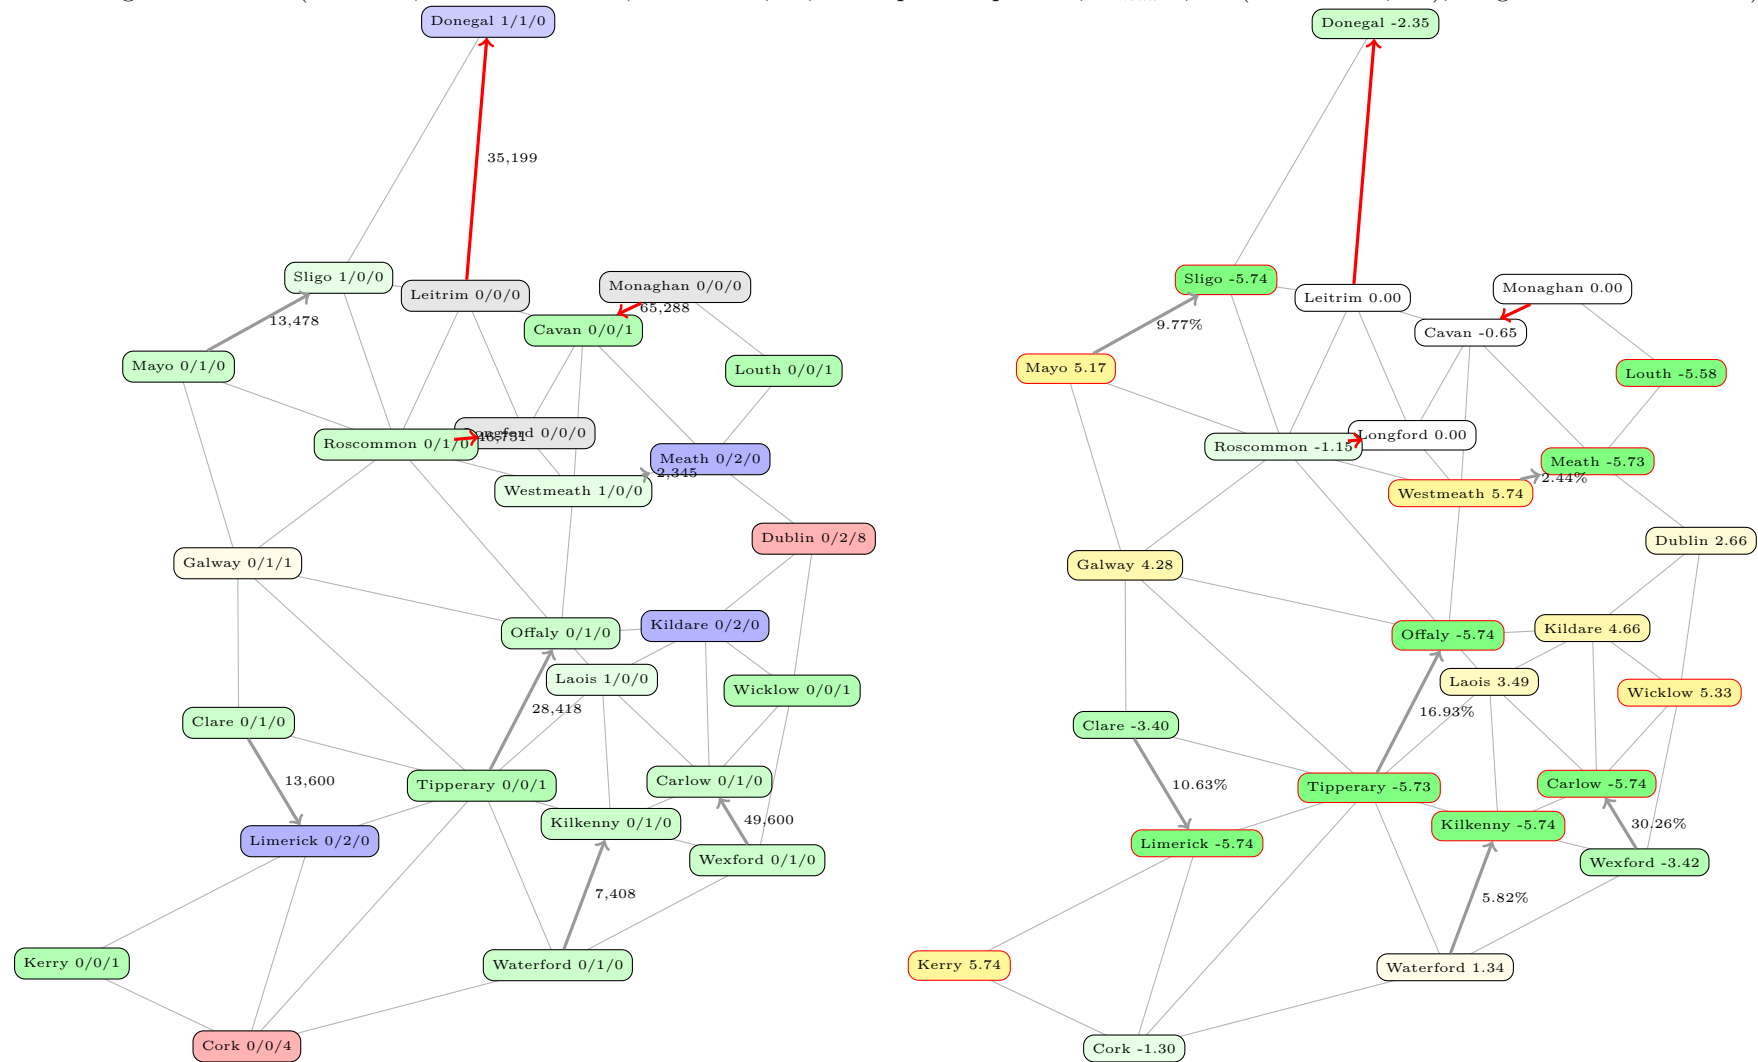 Donegal 1/1/0
35,199
Sligo 1/0/0
Leitrim 0/0/0
Monaghan 0/0/0
65,288
13,478
Cavan 0/0/1
Mayo 0/1/0
Louth 0/0/1
Roscommon 0/1/0
0/0/0
Meath 0/2/0
2,345
Westmeath 1/0/0
Dublin 0/2/8
Galway 0/1/1
Offaly 0/1/0
Kildare 0/2/0
Laois 1/0/0
Wicklow 0/0/1
28,418
Clare 0/1/0
13,600
Tipperary 0/0/1
Carlow 0/1/0
Kilkenny 0/1/0
49,600
Limerick 0/2/0
Wexford 0/1/0
7,408
Kerry 0/0/1
Waterford 0/1/0
Cork 0/0/4
Donegal -2.35
Sligo -5.74
Leitrim 0.00
Monaghan 0.00
9.77%
Cavan -0.65
Mayo 5.17
Louth -5.58
Roscommon -1.15
Longford 0.00
Meath -5.73
2.44%
Westmeath 5.74
Dublin 2.66
Galway 4.28
Offaly -5.74
Kildare 4.66
Laois 3.49
Wicklow 5.33
16.93%
Clare -3.40
10.63%
Tipperary -5.73
Carlow -5.74
Kilkenny -5.74
30.26%
Limerick -5.74
Wexford -3.42
5.82%
Kerry 5.74
Waterford 1.34
Cork -1.30